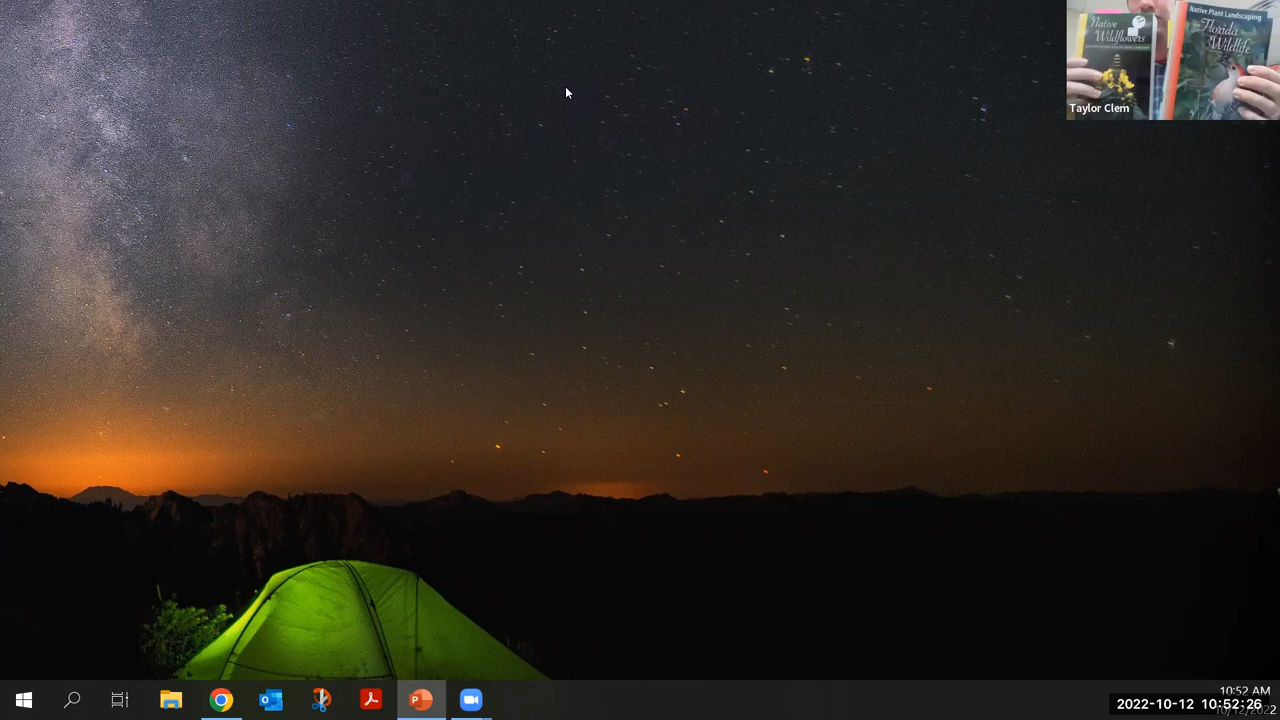 Native Plant Landscaping
Florida
Wildlife
Native
Wildflowers
Taylor Clem
10:52 AM
2022-10-12 10:52:26